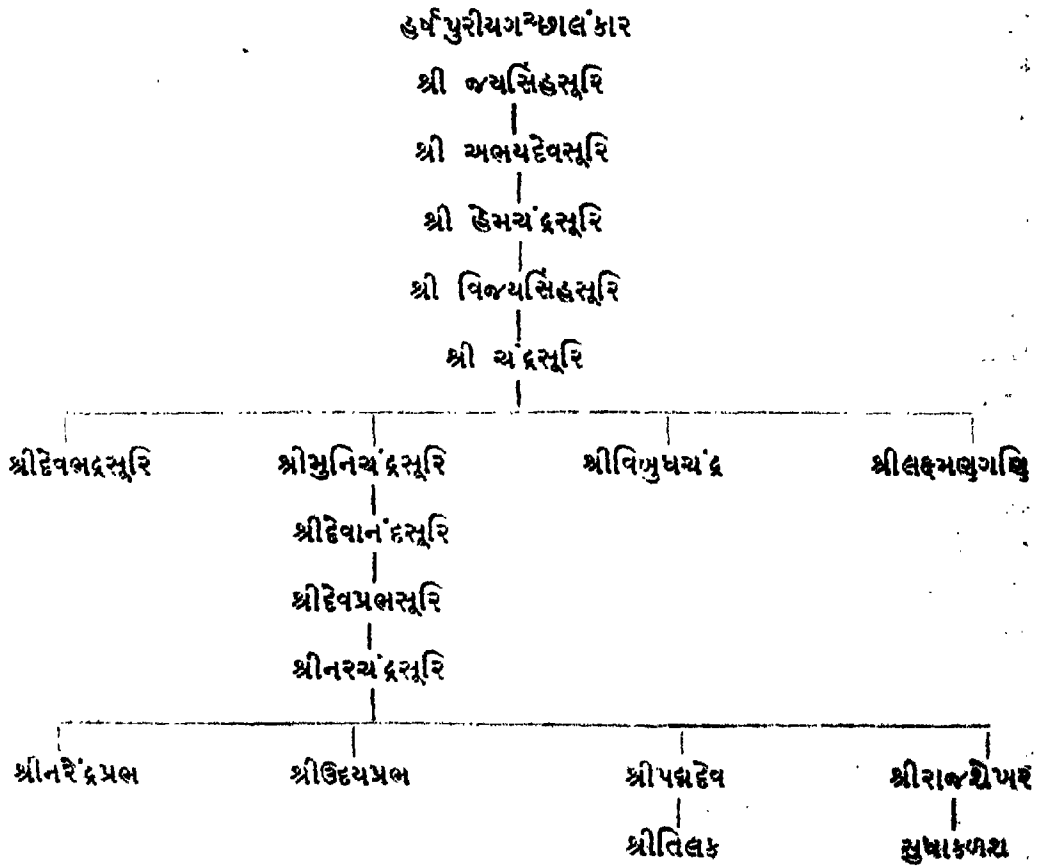 હર્ષપુરીયગચ્છાલંકાર
શ્રી જયસિંહસૂરિ
શ્રી અભયદેવસૂરિ
શ્રી હેમચંદ્રસૂરિ
શ્રી વિજયસિંહસૂરિ
શ્રી ચંદ્રસૂરિ
શ્રીદેવભદ્રસૂરિ શ્રીમુનિચંદ્રસૂરિ શ્રીવિબુધચંદ્ર શ્રીલક્ષ્મણગણિ
શ્રીદેવાનંદસૂરિ
શ્રીદેવપ્રભસૂરિ
શ્રીનરચંદ્રસૂરિ
શ્રીનરેંદ્રપ્રભ શ્રીઉદયપ્રભ શ્રીપદ્મદેવ શ્રીરાજશેખર
શ્રીતિલક સુધાકળશ